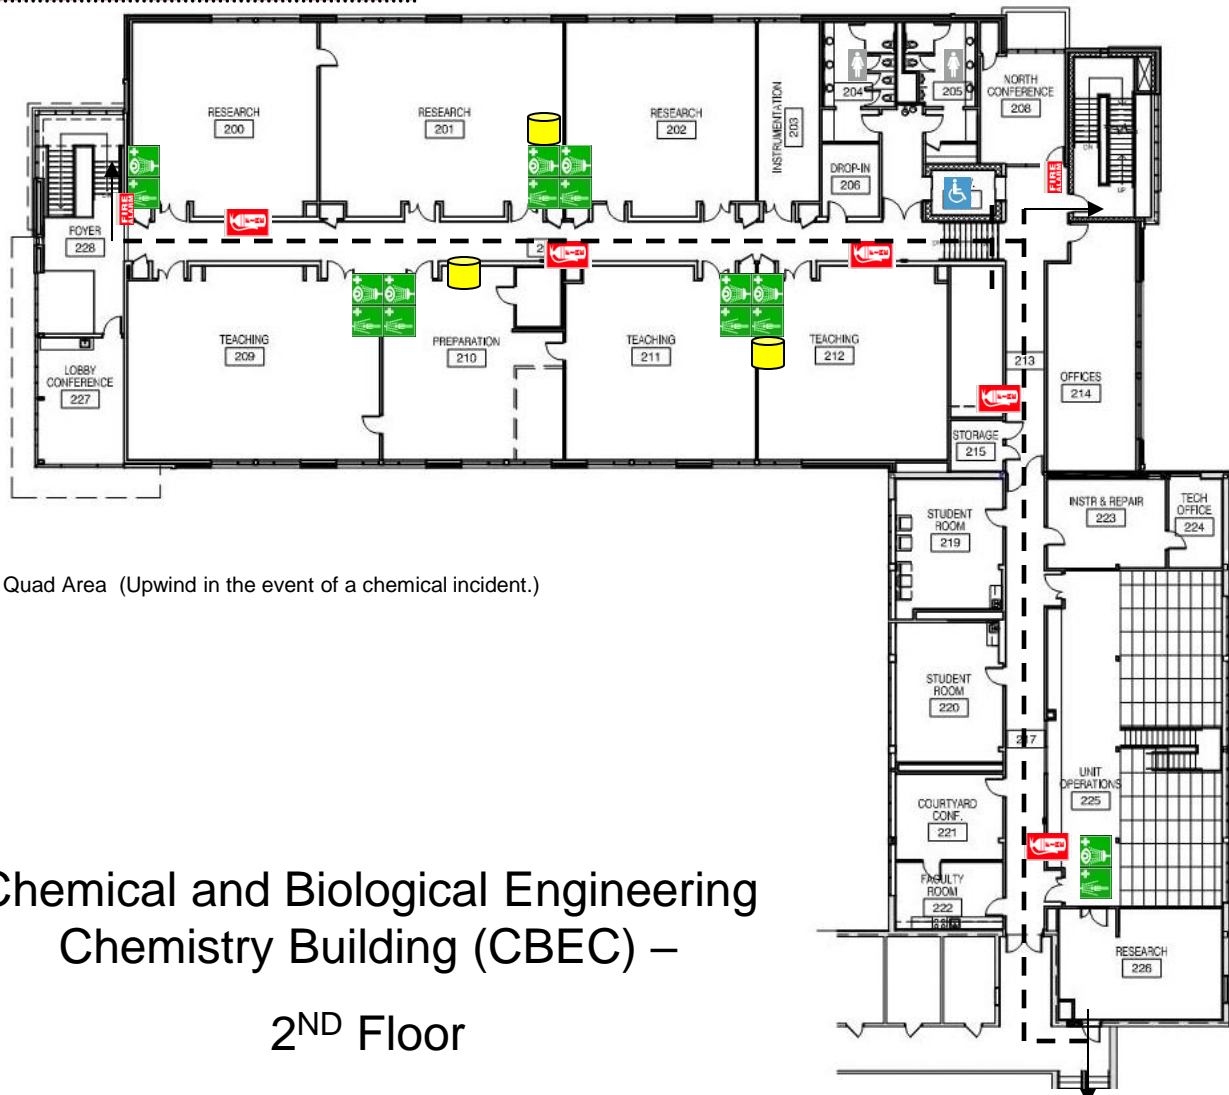 RESEARCH
200
RESEARCH
201
RESEARCH
202
INSTRUMENTATION
203
204
205
NORTH
CONFERENCE
208
DROP-IN
206
FIRE
FOYER
228
FIRE
UP
DN
2
TEACHING
209
PREPARATION
210
TEACHING
211
TEACHING
212
213
OFFICES
214
LOBBY
CONFERENCE
227
STORAGE
215
STUDENT
ROOM
219
INSTR & REPAIR
223
TECH
OFFICE
224
Quad Area (Upwind in the event of a chemical incident.)
STUDENT
ROOM
220
217
UNIT
OPERATIONS
225
COURTYARD
CONF.
221
FACULTY
ROOM
222
RESEARCH
226
Chemical and Biological Engineering
Chemistry Building (CBEC) –
2ND Floor